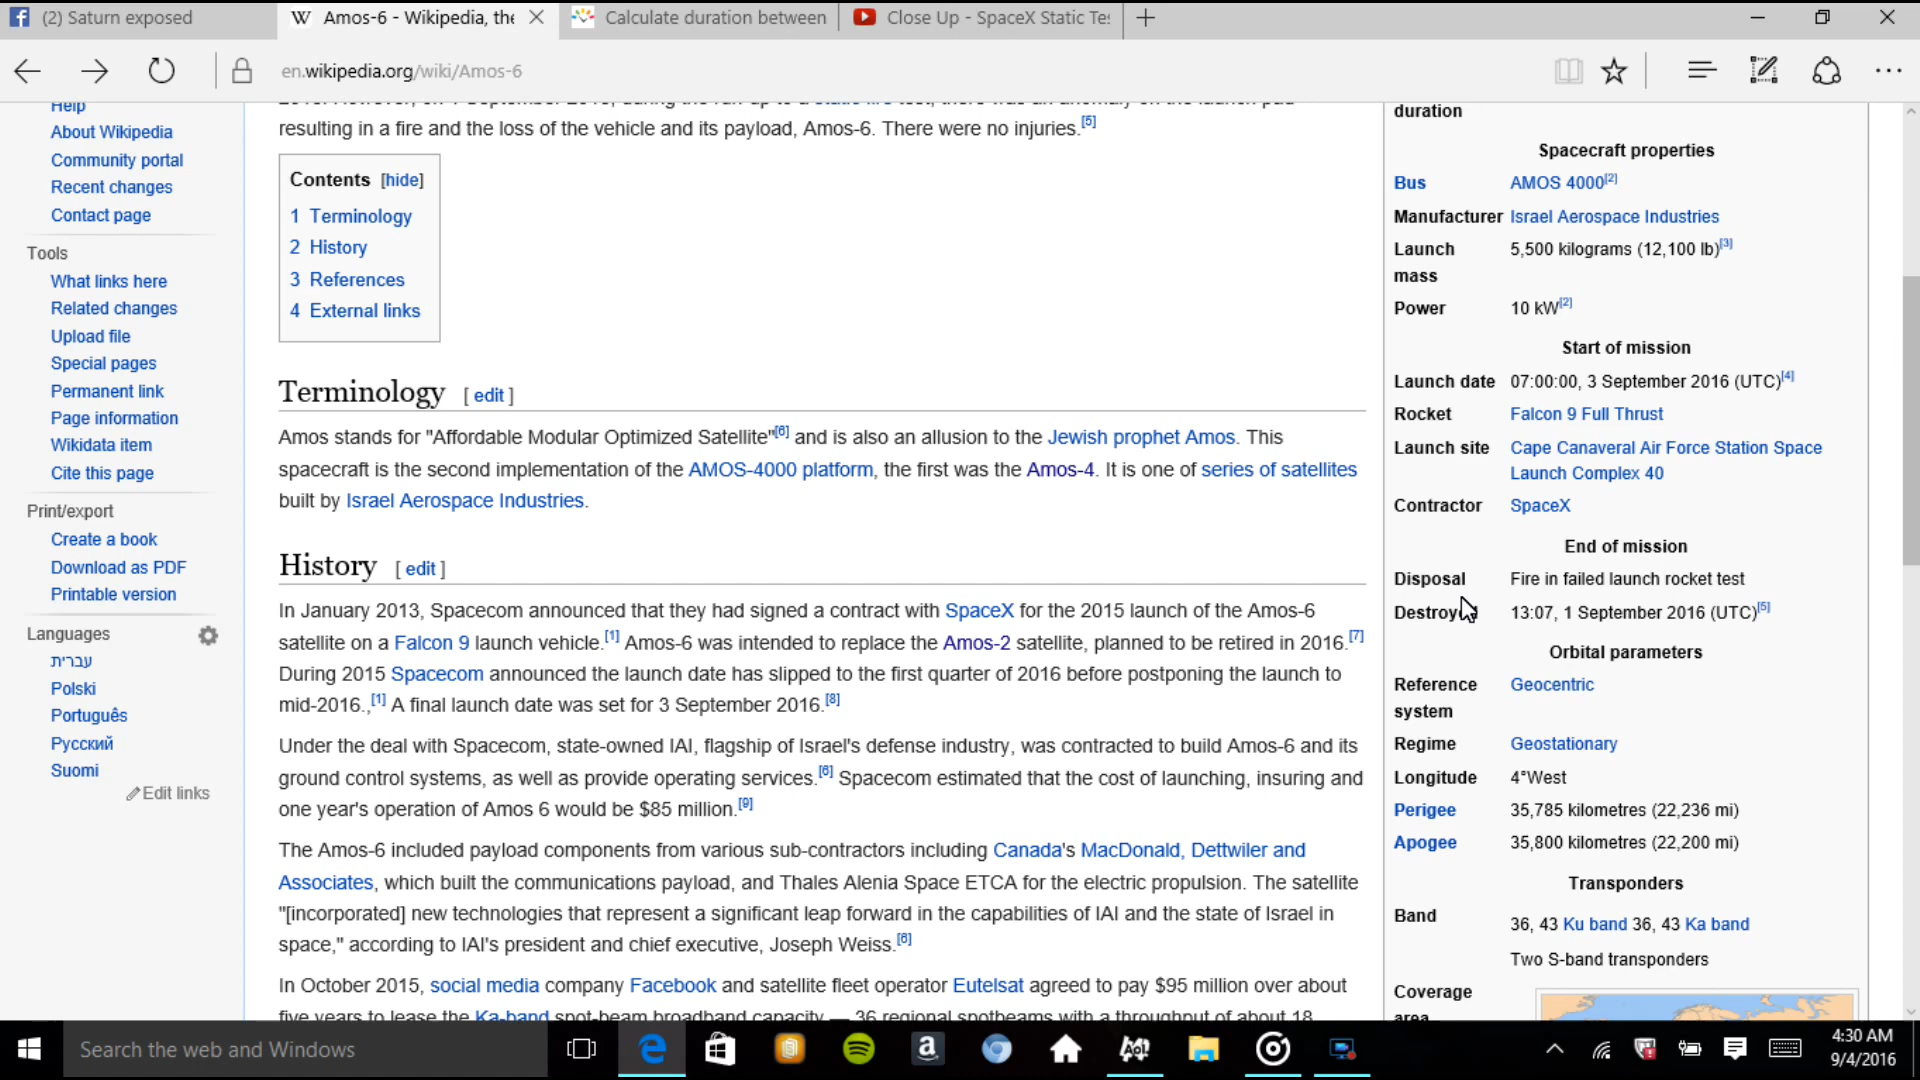 (2) Saturn exposed
Amos-6 - Wikipedia, the
Calculate duration between
Close Up - SpaceX Static Te
en.wikipedia.org/wiki/Amos-6
Help
About Wikipedia
Community portal
Recent changes
Contact page
Tools
What links here
Related changes
Upload file
Special pages
Permanent link
Page information
Wikidata item
Cite this page
Print/export
Create a book
Download as PDF
Printable version
Languages
עברית
Polski
Português
Русский
Suomi
Edit links
resulting in a fire and the loss of the vehicle and its payload, Amos-6. There were no injuries.[5]
Contents [hide]
1 Terminology
2 History
3 References
4 External links
Terminology [ edit ]
Amos stands for "Affordable Modular Optimized Satellite"[6] and is also an allusion to the Jewish prophet Amos. This
spacecraft is the second implementation of the AMOS-4000 platform, the first was the Amos-4. It is one of series of satellites
built by Israel Aerospace Industries.
History [ edit ]
In January 2013, Spacecom announced that they had signed a contract with SpaceX for the 2015 launch of the Amos-6
satellite on a Falcon 9 launch vehicle.[1] Amos-6 was intended to replace the Amos-2 satellite, planned to be retired in 2016.[7]
During 2015 Spacecom announced the launch date has slipped to the first quarter of 2016 before postponing the launch to
mid-2016.,[1] A final launch date was set for 3 September 2016.[8]
Under the deal with Spacecom, state-owned IAI, flagship of Israel's defense industry, was contracted to build Amos-6 and its
ground control systems, as well as provide operating services.[6] Spacecom estimated that the cost of launching, insuring and
one year's operation of Amos 6 would be $85 million.[9]
The Amos-6 included payload components from various sub-contractors including Canada's MacDonald, Dettwiler and
Associates, which built the communications payload, and Thales Alenia Space ETCA for the electric propulsion. The satellite
"[incorporated] new technologies that represent a significant leap forward in the capabilities of IAI and the state of Israel in
space," according to IAI's president and chief executive, Joseph Weiss.[6]
In October 2015, social media company Facebook and satellite fleet operator Eutelsat agreed to pay $95 million over about
five years to lease the Ka-band spot-beam broadband capacity — 36 regional spotbeams with a throughput of about 18
duration
Spacecraft properties
Bus AMOS 4000[2]
Manufacturer Israel Aerospace Industries
Launch 5,500 kilograms (12,100 lb)[3]
mass
Power 10 kW[2]
Start of mission
Launch date 07:00:00, 3 September 2016 (UTC)[4]
Rocket Falcon 9 Full Thrust
Launch site Cape Canaveral Air Force Station Space
Launch Complex 40
Contractor SpaceX
End of mission
Disposal Fire in failed launch rocket test
Destroyed 13:07, 1 September 2016 (UTC)[5]
Orbital parameters
Reference Geocentric
system
Regime Geostationary
Longitude 4°West
Perigee 35,785 kilometres (22,236 mi)
Apogee 35,800 kilometres (22,200 mi)
Transponders
Band 36, 43 Ku band 36, 43 Ka band
Two S-band transponders
Coverage
area
Search the web and Windows
4:30 AM
9/4/2016